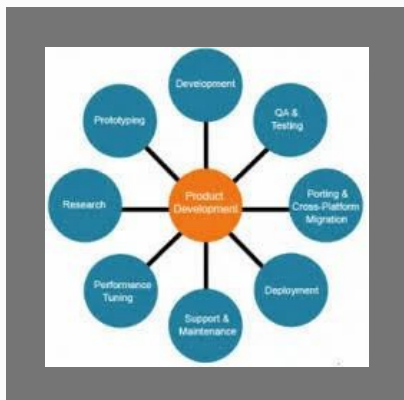 Development
QA &
Testing
Porting &
Cross-Platform
Migration
Deployment
Support &
Maintenance
Performance
Tuning
Research
Prototyping
Product
Development